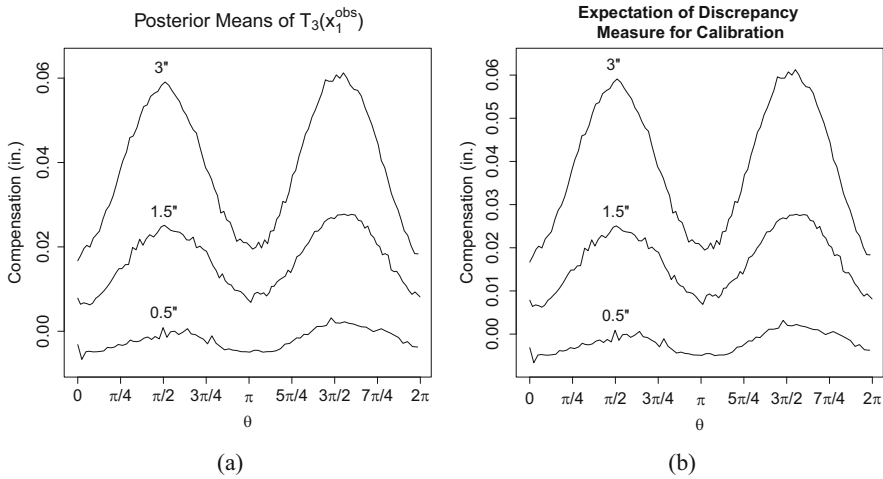 Posterior Means of T₃(x₁ᵒᵇˢ)
Compensation (in.)
0.06
0.04
0.02
0.00
3"
1.5"
0.5"
0 π/4 π/2 3π/4 π 5π/4 3π/2 7π/4 2π
θ
(a)
Expectation of Discrepancy
Measure for Calibration
Compensation (in.)
0.06
0.05
0.04
0.03
0.02
0.01
0.00
3"
1.5"
0.5"
0 π/4 π/2 3π/4 π 5π/4 3π/2 7π/4 2π
θ
(b)